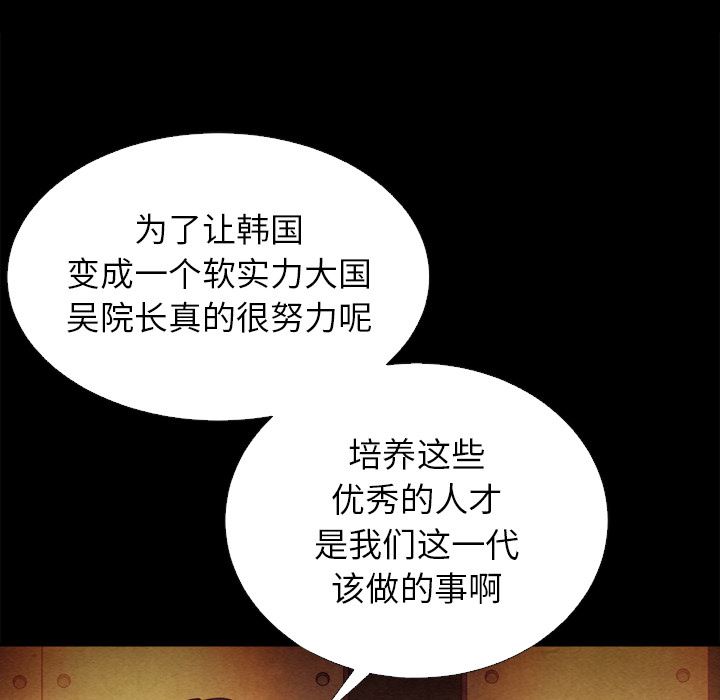 为了让韩国
变成一个软实力大国
吴院长真的很努力呢
培养这些
优秀的人才
是我们这一代
该做的事啊